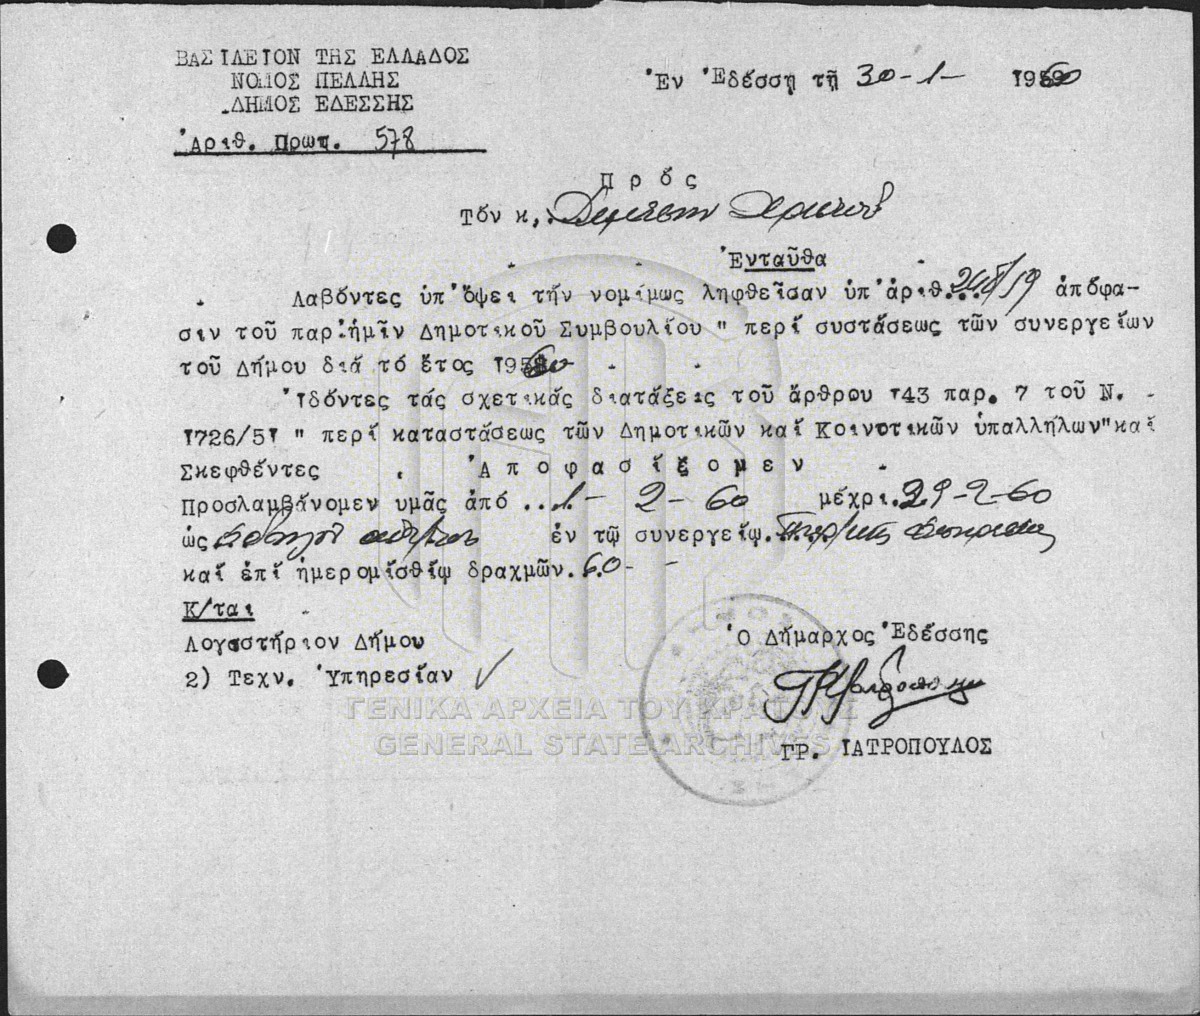 ΒΑΣΙΛΕΙΟΝ ΤΗΣ ΕΛΛΑΔΟΣ
ΝΟΜΟΣ ΠΕΛΛΗΣ
ΔΗΜΟΣ ΕΔΕΣΣΗΣ
Ἀριθ. Πρωτ. 578
Ἐν Ἐδέσσῃ τῇ 30-1- 1960
Πρός
Τόν κ.
Ἐνταῦθα
Λαβόντες ὑπ' ὄψει τήν νομίμως ληφθεῖσαν ὑπ' ἀριθ. ἀπόφα-
σιν τοῦ παρ' ἡμῖν Δημοτικοῦ Συμβουλίου " περί συστάσεως τῶν συνεργείων
τοῦ Δήμου διά τό ἔτος 1960
Ἰδόντες τάς σχετικάς διατάξεις τοῦ ἄρθρου 143 παρ. 7 τοῦ Ν.
1726/51 " περί καταστάσεως τῶν Δημοτικῶν καί Κοινοτικῶν ὑπαλλήλων" καί
Σκεφθέντες Ἀποφασίζομεν
Προσλαμβάνομεν υμᾶς ἀπό ...1- 2-60 μέχρι. 29-2-60
ὡς ἐν τῷ συνεργείῳ.
καί ἐπί ἡμερομισθίῳ δραχμῶν. 60- -
Κ/ται
Λογιστήριον Δήμου
2) Τεχν. Ὑπηρεσίαν
Ὁ Δήμαρχος Ἐδέσσης
ΓΡ. ΙΑΤΡΟΠΟΥΛΟΣ
ΓΕΝΙΚΑ ΑΡΧΕΙΑ ΤΟΥ ΚΡΑΤΟΥΣ
GENERAL STATE ARCHIVES